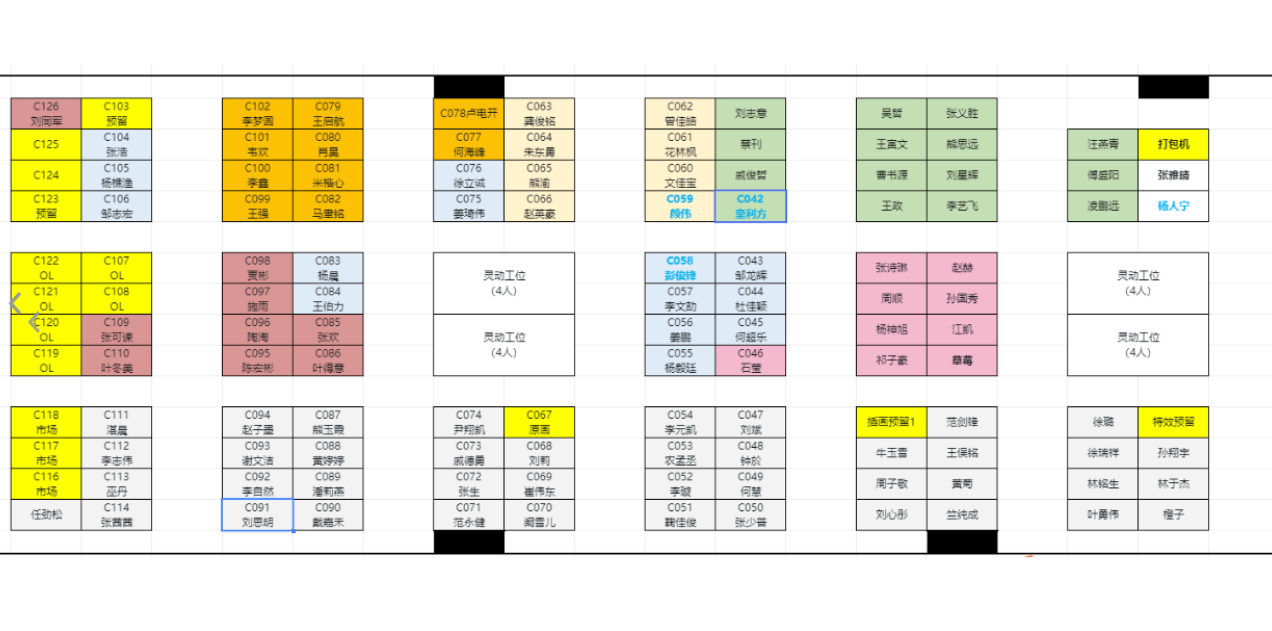 C126
刘同军
C103
预留
C102
李梦圆
C079
王启航
C078卢电开
C063
龚俊铭
C062
曾佳皓
刘志意
吴哲
张义胜
C125
C104
张浩
C101
韦欢
C080
肖昊
C077
何海峰
C064
朱东勇
C061
花林枫
蔡刊
王寅文
熊思远
汪燕青
打包机
C124
C105
杨樵渔
C100
李鑫
C081
米楷心
C076
徐立诚
C065
熊渝
C060
文佳宝
戚俊哲
曹书源
刘星辉
傅盛阳
张雅晴
C123
预留
C106
邹志宏
C099
王强
C082
马聿铭
C075
姜琦伟
C066
赵英豪
C059
颜伟
C042
奎利方
王政
李艺飞
凌鹏远
杨人宁
C122
OL
C107
OL
C098
贾彬
C083
杨晨
灵动工位
(4人)
C058
彭俊锋
C043
邹龙辉
张诗琳
赵赫
灵动工位
(4人)
C121
OL
C108
OL
C097
施雨
C084
王伯力
C057
李文劼
C044
杜佳颖
周顺
孙国秀
C120
OL
C109
张可谏
C096
陶淘
C085
张欢
灵动工位
(4人)
C056
姜鹏
C045
何超乐
杨神旭
江凯
灵动工位
(4人)
C119
OL
C110
叶冬美
C095
陈宏彬
C086
叶得意
C055
杨毅廷
C046
石莹
祁子豪
草莓
C118
市场
C111
湛晨
C094
赵子墨
C087
熊玉霞
C074
尹翔凯
C067
原画
C054
李元凯
C047
刘斌
插画预留1
范剑锋
徐璐
特效预留
C117
市场
C112
李志伟
C093
谢文洁
C088
黄婷婷
C073
戚德勇
C068
刘莉
C053
农孟丞
C048
钟於
牛玉雪
王俣铭
徐瑞祥
孙翔宇
C116
市场
C113
巫丹
C092
李自然
C089
潘莉燕
C072
张生
C069
崔伟东
C052
李璇
C049
何慧
周子敬
黄菊
林铭生
林于杰
任劲松
C114
张茜茜
C091
刘思明
C090
戴嘉禾
C071
范永健
C070
阚雪儿
C051
鞠佳俊
C050
张少普
刘心彤
竺纯成
叶勇伟
橙子